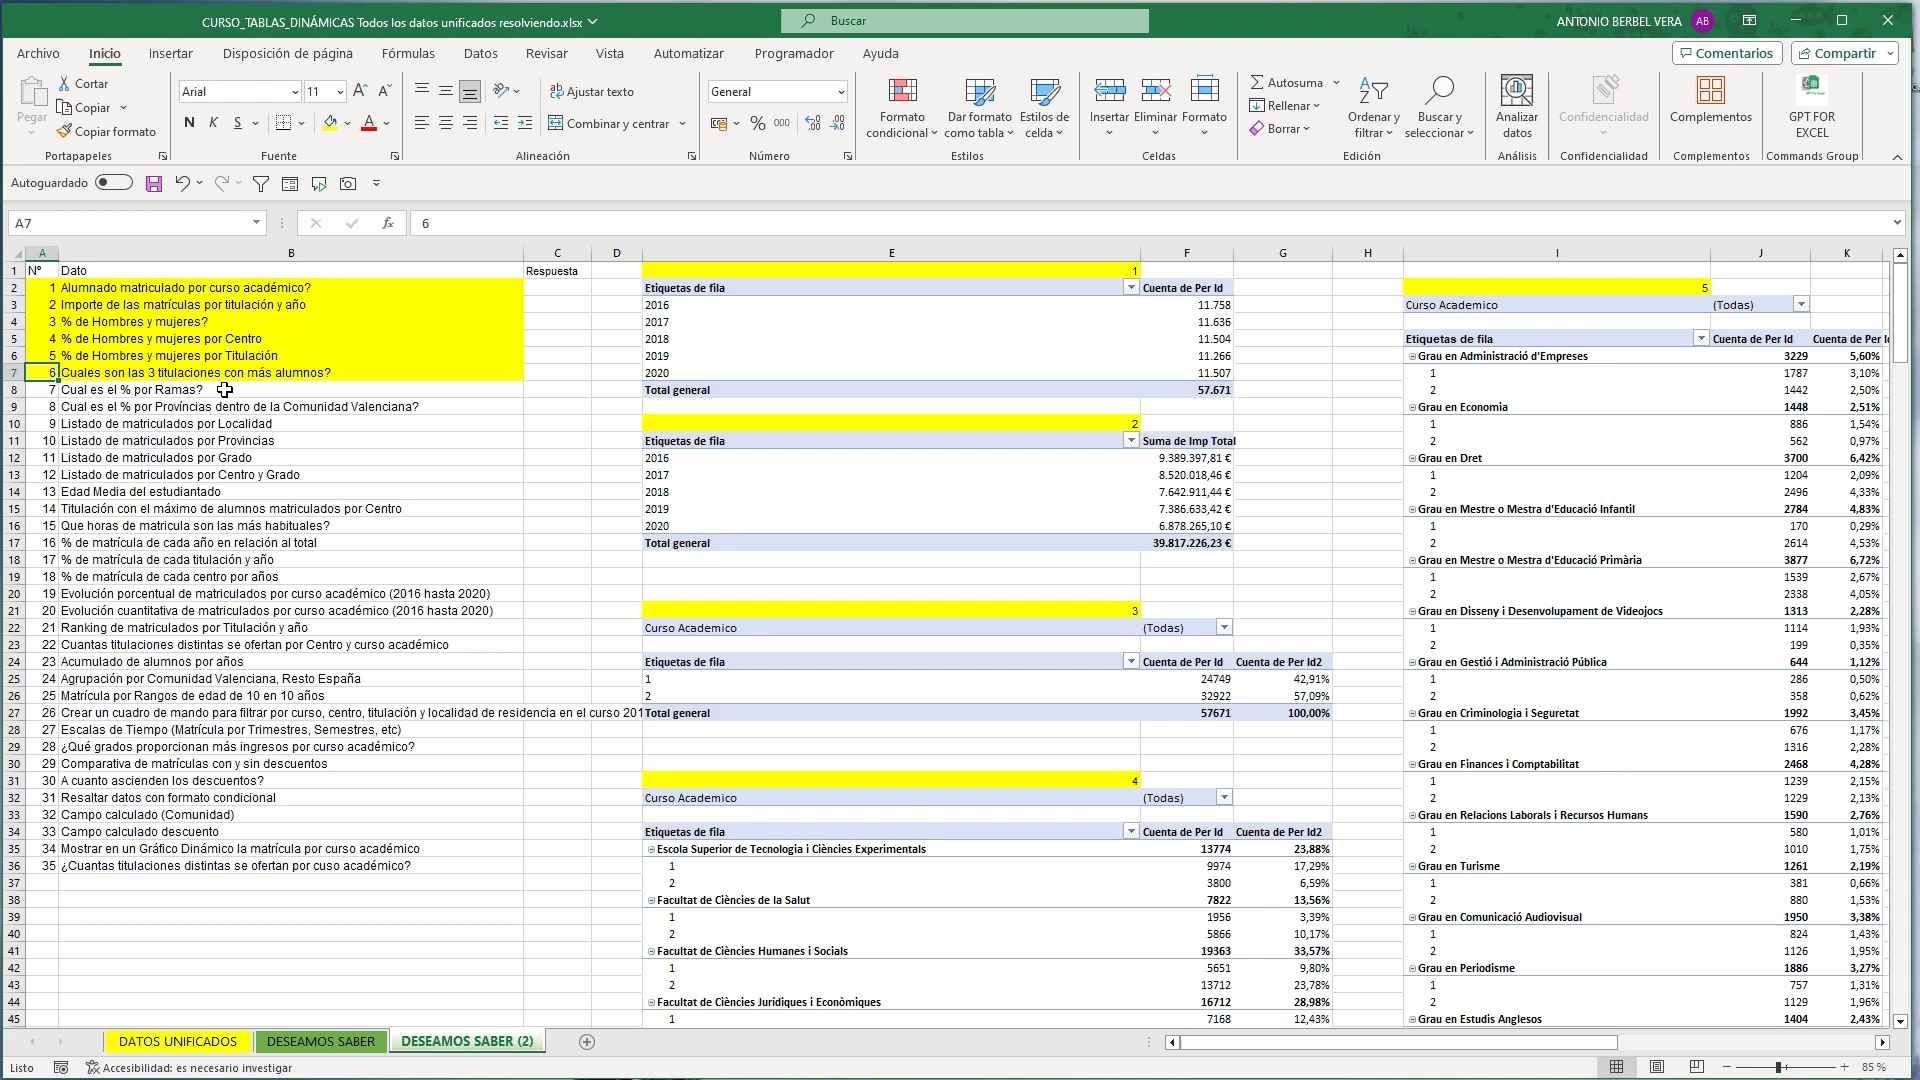 CURSO_TABLAS_DINÁMICAS Todos los datos unificados resolviendo.xlsx
Buscar
ANTONIO BERBEL VERA
AB
Archivo Inicio Insertar Disposición de página Fórmulas Datos Revisar Vista Automatizar Programador Ayuda
Comentarios Compartir
Pegar
Cortar
Copiar
Copiar formato
Portapapeles
Arial 11
N K S
Fuente
Ajustar texto
Combinar y centrar
Alineación
General
% 000
Número
Formato condicional
Dar formato como tabla
Estilos de celda
Estilos
Insertar Eliminar Formato
Celdas
Autosuma
Rellenar
Borrar
Ordenar y filtrar
Buscar y seleccionar
Edición
Analizar datos
Análisis
Confidencialidad
Confidencialidad
Complementos
Complementos
GPT FOR EXCEL
Commands Group
Autoguardado
A7 fx 6
A B C D E F G H I J K
Nº Dato Respuesta
1 Alumnado matriculado por curso académico?
2 Importe de las matrículas por titulación y año
3 % de Hombres y mujeres?
4 % de Hombres y mujeres por Centro
5 % de Hombres y mujeres por Titulación
6 Cuales son las 3 titulaciones con más alumnos?
7 Cual es el % por Ramas?
8 Cual es el % por Províncias dentro de la Comunidad Valenciana?
9 Listado de matriculados por Localidad
10 Listado de matriculados por Provincias
11 Listado de matriculados por Grado
12 Listado de matriculados por Centro y Grado
13 Edad Media del estudiantado
14 Titulación con el máximo de alumnos matriculados por Centro
15 Que horas de matricula son las más habituales?
16 % de matrícula de cada año en relación al total
17 % de matrícula de cada titulación y año
18 % de matrícula de cada centro por años
19 Evolución porcentual de matriculados por curso académico (2016 hasta 2020)
20 Evolución cuantitativa de matriculados por curso académico (2016 hasta 2020)
21 Ranking de matriculados por Titulación y año
22 Cuantas titulaciones distintas se ofertan por Centro y curso académico
23 Acumulado de alumnos por años
24 Agrupación por Comunidad Valenciana, Resto España
25 Matrícula por Rangos de edad de 10 en 10 años
26 Crear un cuadro de mando para filtrar por curso, centro, titulación y localidad de residencia en el curso 201
27 Escalas de Tiempo (Matrícula por Trimestres, Semestres, etc)
28 ¿Qué grados proporcionan más ingresos por curso académico?
29 Comparativa de matrículas con y sin descuentos
30 A cuanto ascienden los descuentos?
31 Resaltar datos con formato condicional
32 Campo calculado (Comunidad)
33 Campo calculado descuento
34 Mostrar en un Gráfico Dinámico la matrícula por curso académico
35 ¿Cuantas titulaciones distintas se ofertan por cuso académico?
1
Etiquetas de fila Cuenta de Per Id
2016 11.758
2017 11.636
2018 11.504
2019 11.266
2020 11.507
Total general 57.671
2
Etiquetas de fila Suma de Imp Total
2016 9.389.397,81 €
2017 8.520.018,46 €
2018 7.642.911,44 €
2019 7.386.633,42 €
2020 6.878.265,10 €
Total general 39.817.226,23 €
3
Curso Academico (Todas)
Etiquetas de fila Cuenta de Per Id Cuenta de Per Id2
1 24749 42,91%
2 32922 57,09%
Total general 57671 100,00%
4
Curso Academico (Todas)
Etiquetas de fila Cuenta de Per Id Cuenta de Per Id2
Escola Superior de Tecnologia i Ciències Experimentals 13774 23,88%
1 9974 17,29%
2 3800 6,59%
Facultat de Ciències de la Salut 7822 13,56%
1 1956 3,39%
2 5866 10,17%
Facultat de Ciències Humanes i Socials 19363 33,57%
1 5651 9,80%
2 13712 23,78%
Facultat de Ciències Jurídiques i Econòmiques 16712 28,98%
1 7168 12,43%
5
Curso Academico (Todas)
Etiquetas de fila Cuenta de Per Id Cuenta de Per Id
Grau en Administració d'Empreses 3229 5,60%
1 1787 3,10%
2 1442 2,50%
Grau en Economia 1448 2,51%
1 886 1,54%
2 562 0,97%
Grau en Dret 3700 6,42%
1 1204 2,09%
2 2496 4,33%
Grau en Mestre o Mestra d'Educació Infantil 2784 4,83%
1 170 0,29%
2 2614 4,53%
Grau en Mestre o Mestra d'Educació Primària 3877 6,72%
1 1539 2,67%
2 2338 4,05%
Grau en Disseny i Desenvolupament de Videojocs 1313 2,28%
1 1114 1,93%
2 199 0,35%
Grau en Gestió i Administració Pública 644 1,12%
1 286 0,50%
2 358 0,62%
Grau en Criminologia i Seguretat 1992 3,45%
1 676 1,17%
2 1316 2,28%
Grau en Finances i Comptabilitat 2468 4,28%
1 1239 2,15%
2 1229 2,13%
Grau en Relacions Laborals i Recursos Humans 1590 2,76%
1 580 1,01%
2 1010 1,75%
Grau en Turisme 1261 2,19%
1 381 0,66%
2 880 1,53%
Grau en Comunicació Audiovisual 1950 3,38%
1 824 1,43%
2 1126 1,95%
Grau en Periodisme 1886 3,27%
1 757 1,31%
2 1129 1,96%
Grau en Estudis Anglesos 1404 2,43%
DATOS UNIFICADOS DESEAMOS SABER DESEAMOS SABER (2)
Listo Accesibilidad: es necesario investigar 85 %